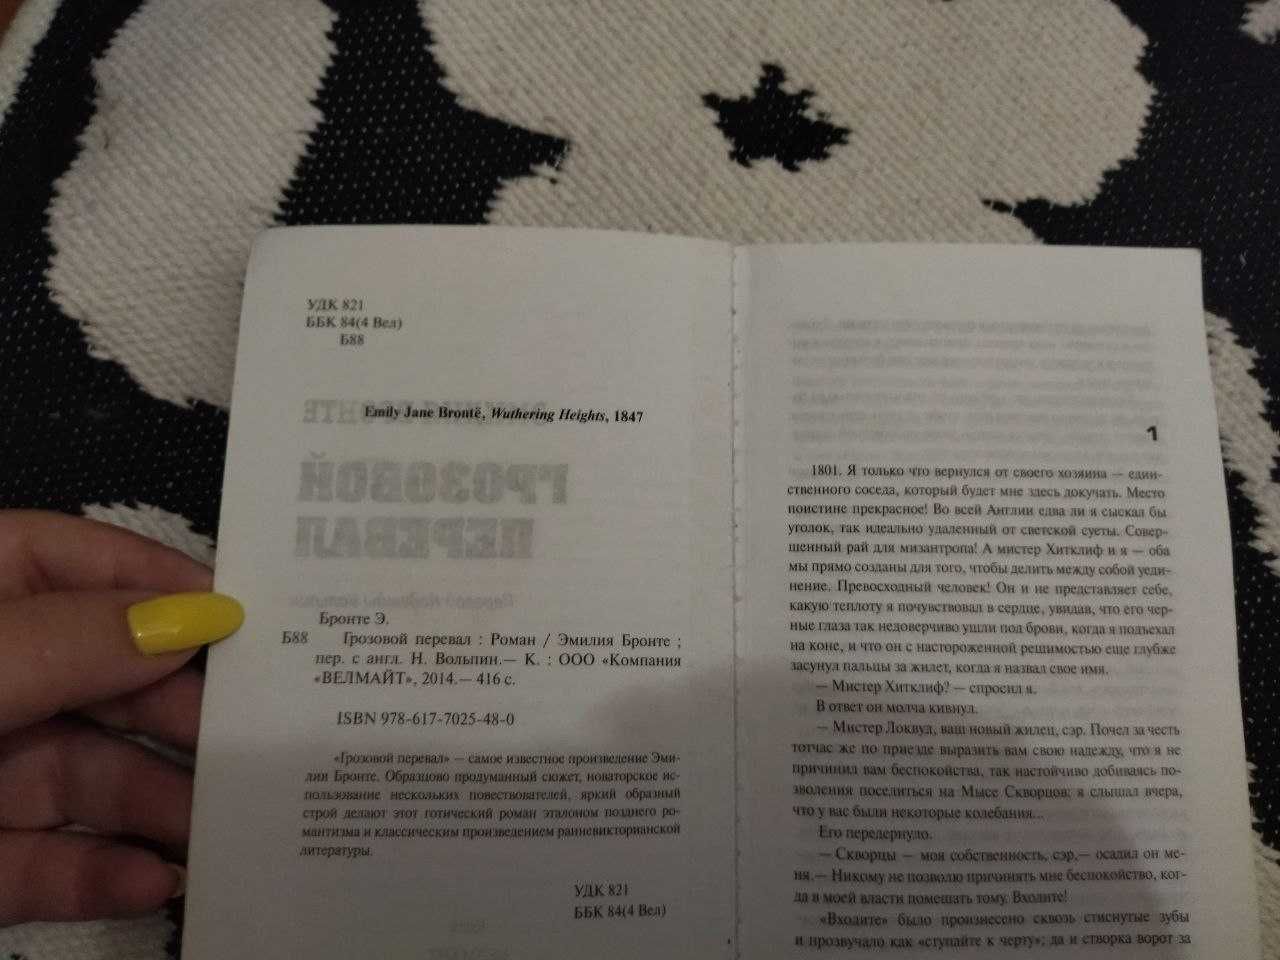 УДК 821
ББК 84(4 Вел)
Б88
Emily Jane Brontë, Wuthering Heights, 1847
Бронте Э.
Б88 Грозовой перевал : Роман / Эмилия Бронте ;
пер. с англ. Н. Вольпин.— К. : ООО «Компания
«ВЕЛМАЙТ», 2014.— 416 с.
ISBN 978-617-7025-48-0
«Грозовой перевал» — самое известное произведение Эми-
лии Бронте. Образцово продуманный сюжет, новаторское ис-
пользование нескольких повествователей, яркий образный
строй делают этот готический роман эталоном позднего ро-
мантизма и классическим произведением ранневикторианской
литературы.
УДК 821
ББК 84(4 Вел)
1
1801. Я только что вернулся от своего хозяина — един-
ственного соседа, который будет мне здесь докучать. Место
поистине прекрасное! Во всей Англии едва ли я сыскал бы
уголок, так идеально удаленный от светской суеты. Совер-
шенный рай для мизантропа! А мистер Хитклиф и я — оба
мы прямо созданы для того, чтобы делить между собой уеди-
нение. Превосходный человек! Он и не представляет себе,
какую теплоту я почувствовал в сердце, увидав, что его чер-
ные глаза так недоверчиво ушли под брови, когда я подъехал
на коне, и что он с настороженной решимостью еще глубже
засунул пальцы за жилет, когда я назвал свое имя.
— Мистер Хитклиф? — спросил я.
В ответ он молча кивнул.
— Мистер Локвуд, ваш новый жилец, сэр. Почел за честь
тотчас же по приезде выразить вам свою надежду, что я не
причинил вам беспокойства, так настойчиво добиваясь по-
зволения поселиться на Мысе Скворцов; я слышал вчера,
что у вас были некоторые колебания...
Его передернуло.
— Скворцы — моя собственность, сэр,— осадил он ме-
ня.— Никому не позволю причинять мне беспокойство, ког-
да в моей власти помешать тому. Входите!
«Входите» было произнесено сквозь стиснутые зубы
и прозвучало как «ступайте к черту»; да и створка ворот за